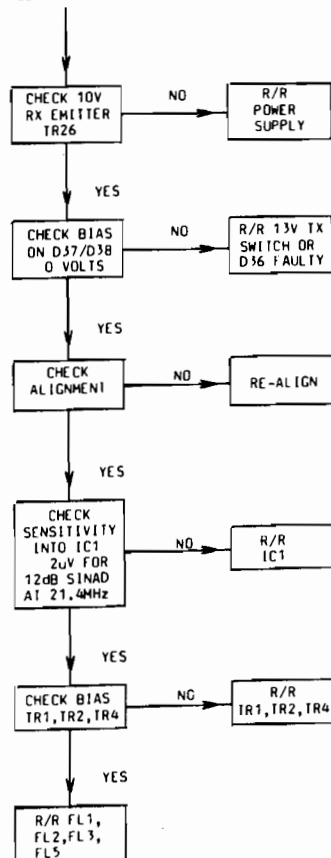 CHECK 10V
RX EMITTER
TR26
NO
R/R
POWER
SUPPLY
YES
CHECK BIAS
ON D37/D38
0 VOLTS
NO
R/R 13V TX
SWITCH OR
D36 FAULTY
YES
CHECK
ALIGNMENT
NO
RE-ALIGN
YES
CHECK
SENSITIVITY
INTO IC1
2uV FOR
12dB SINAD
AT 21.4MHz
NO
R/R
IC1
YES
CHECK BIAS
TR1,TR2,TR4
NO
R/R
TR1,TR2,TR4
YES
R/R FL1,
FL2,FL3,
FL5